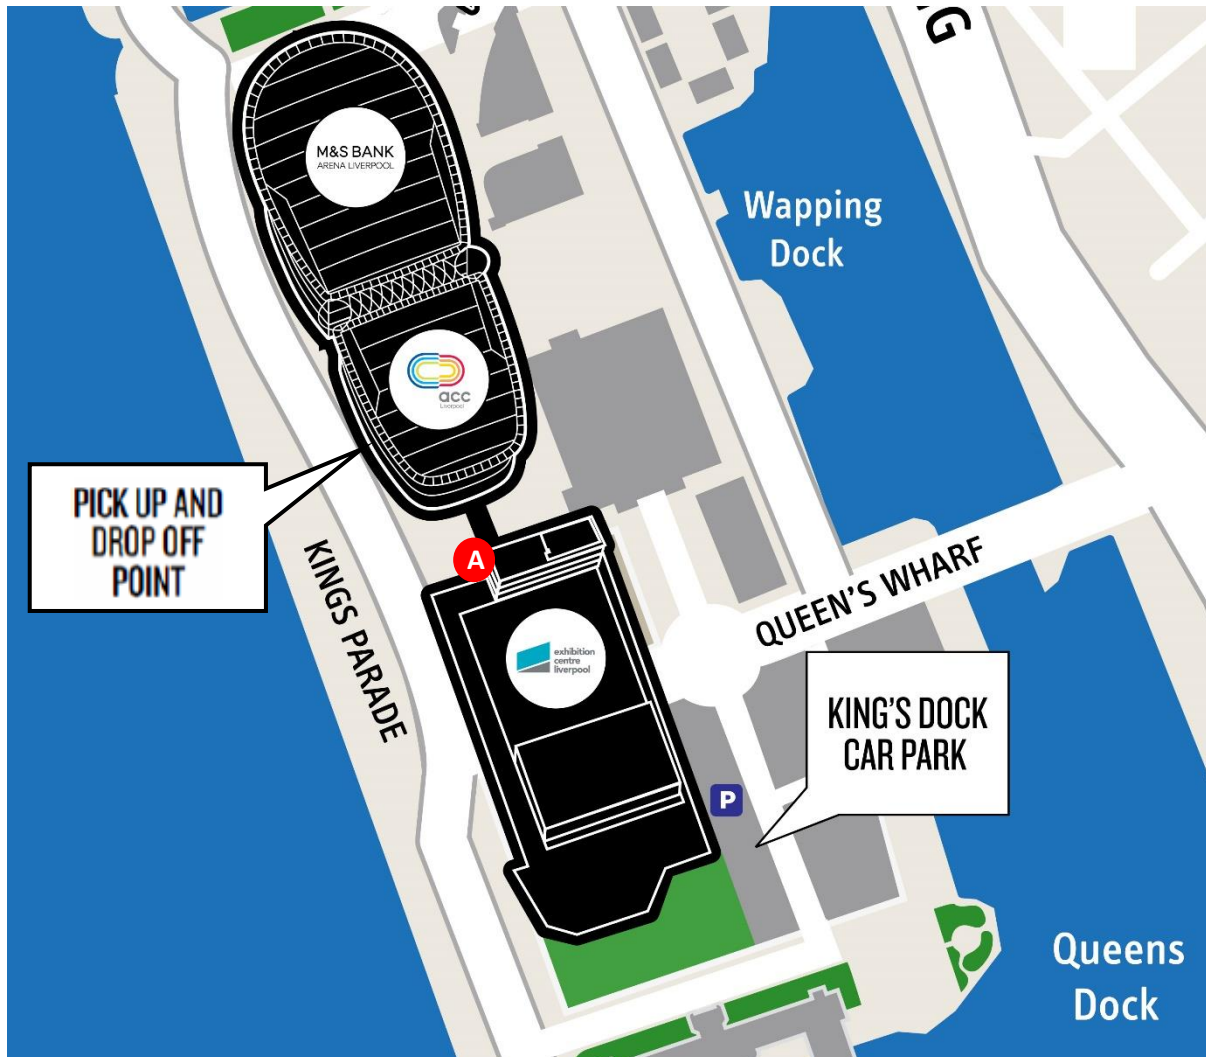 NG
M&S BANK
ARENA LIVERPOOL
Wapping
Dock
acc
Liverpool
PICK UP AND
DROP OFF
POINT
A
KINGS PARADE
QUEEN'S WHARF
exhibition
centre
liverpool
KING'S DOCK
CAR PARK
P
Queens
Dock